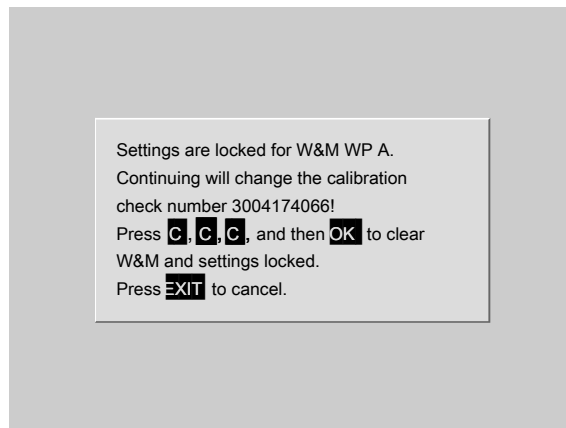 Settings are locked for W&M WP A.
Continuing will change the calibration
check number 3004174066!
Press C, C, C, and then OK to clear
W&M and settings locked.
Press EXIT to cancel.